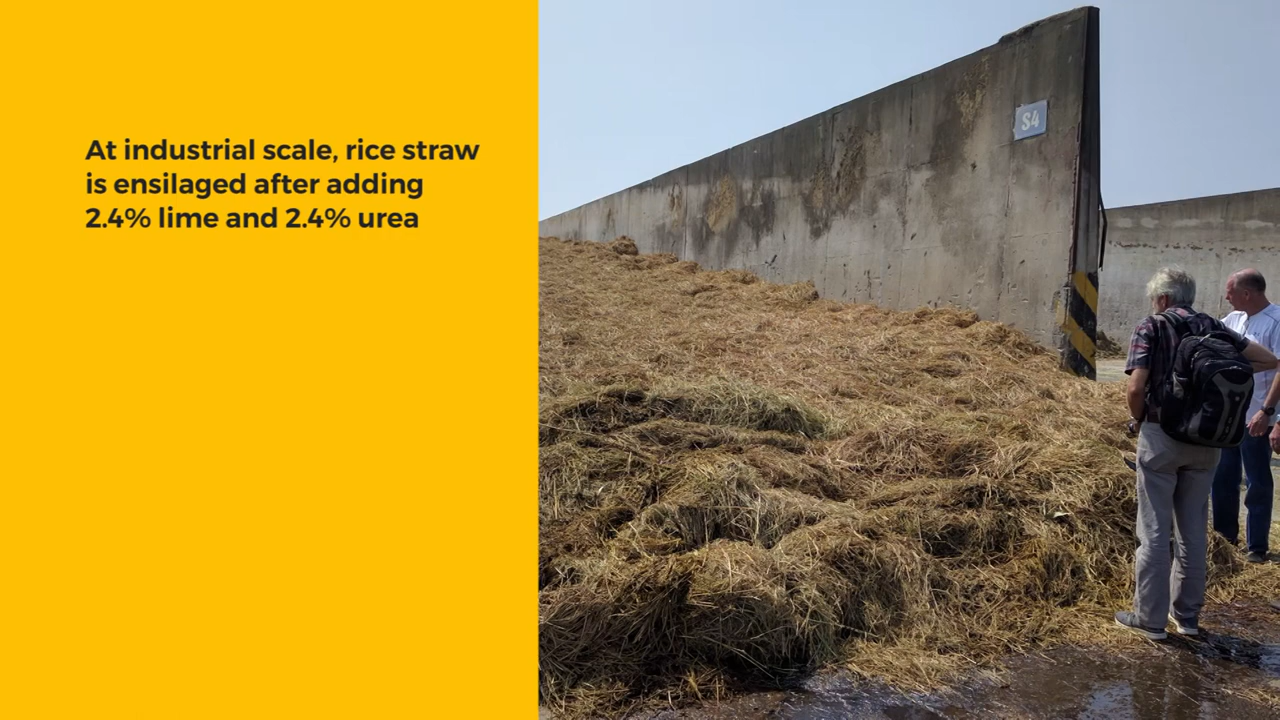 At industrial scale, rice straw
is ensilaged after adding
2.4% lime and 2.4% urea
S4